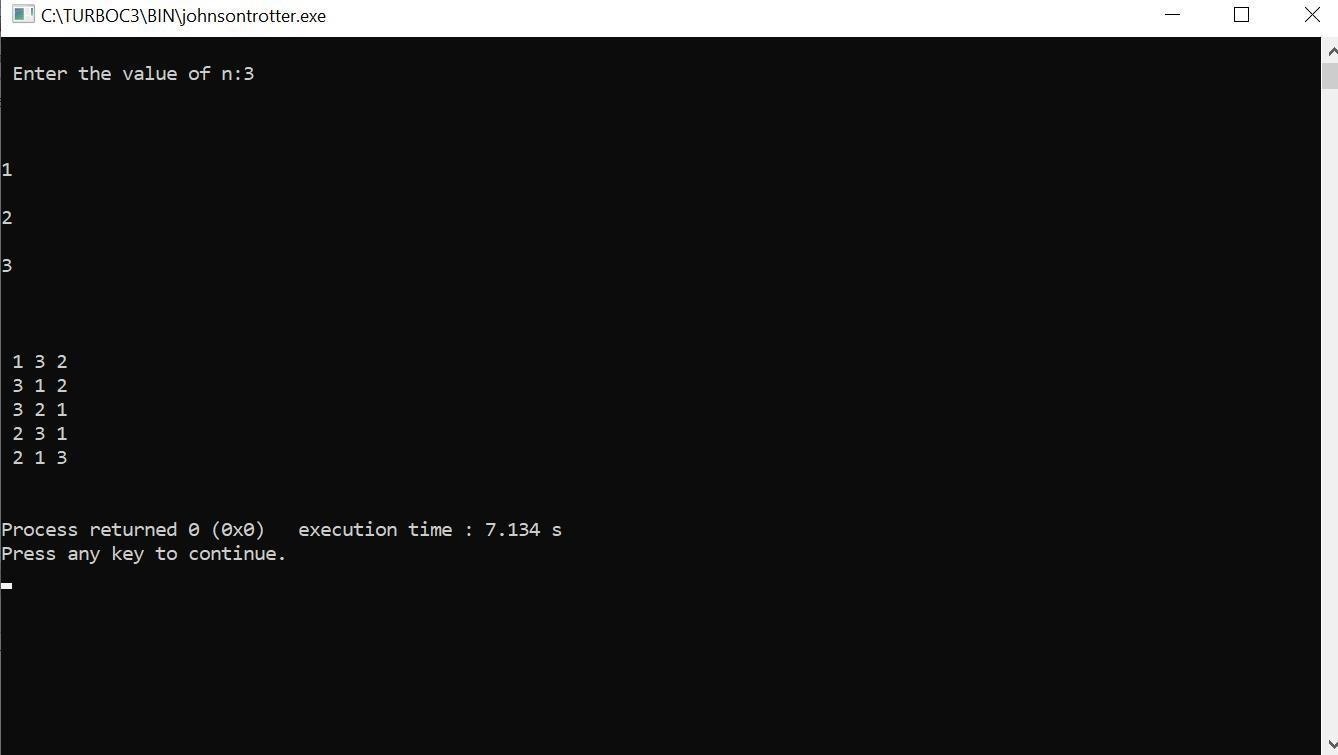 C:\TURBOC3\BIN\johnsontrotter.exe
Enter the value of n:3
1
2
3
1 3 2
3 1 2
3 2 1
2 3 1
2 1 3
Process returned 0 (0x0)   execution time : 7.134 s
Press any key to continue.